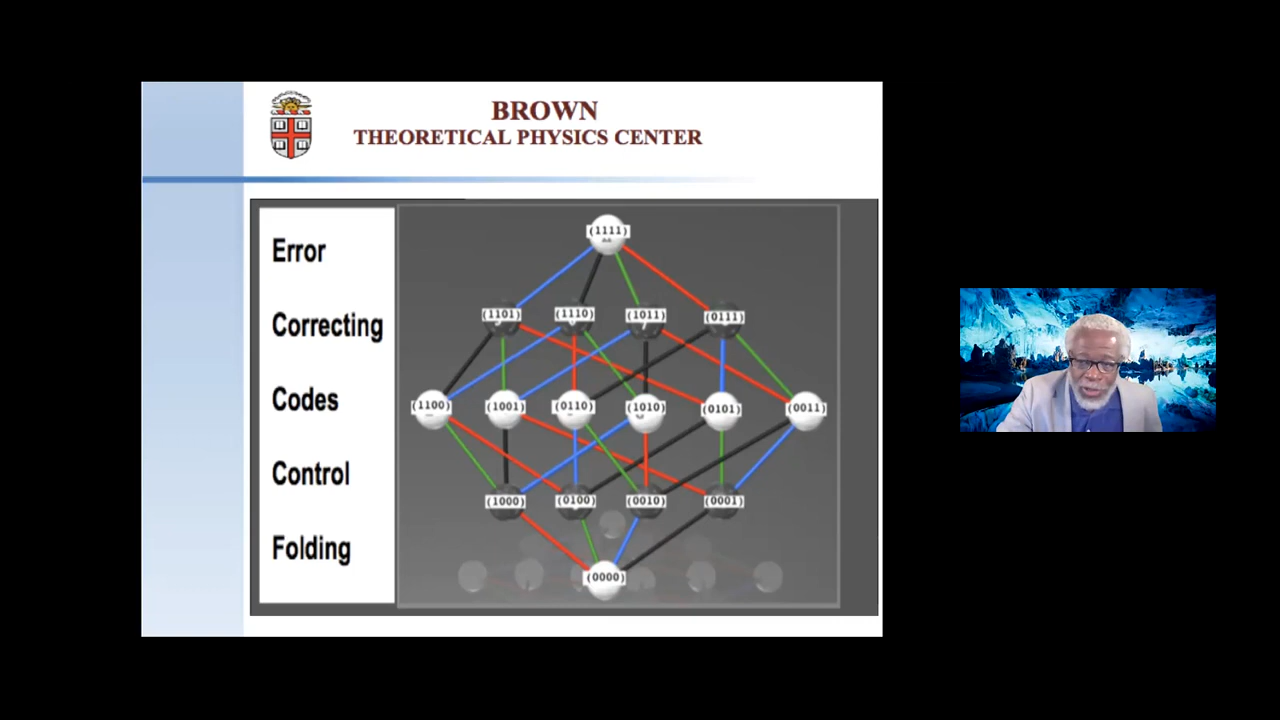 BROWN
THEORETICAL PHYSICS CENTER
Error
Correcting
Codes
Control
Folding
(1111)
(1101) (1110) (1011) (0111)
(1100) (1001) (0110) (1010) (0101) (0011)
(1000) (0100) (0010) (0001)
(0000)